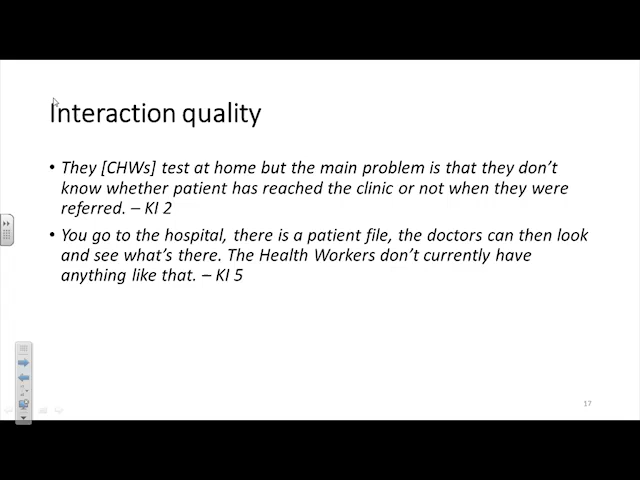 Interaction quality
• They [CHWs] test at home but the main problem is that they don't
know whether patient has reached the clinic or not when they were
referred. – KI 2
• You go to the hospital, there is a patient file, the doctors can then look
and see what's there. The Health Workers don't currently have
anything like that. – KI 5
17